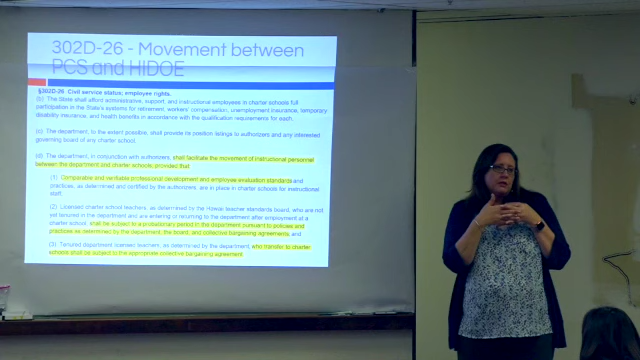 302D-26 - Movement between
PCS and HIDOE
§302D-26 Civil service status; employee rights.
(b) The State shall afford administrative, support, and instructional employees in charter schools full
participation in the State's systems for retirement, workers' compensation, unemployment insurance, temporary
disability insurance, and health benefits in accordance with the qualification requirements for each.
(c) The department, to the extent possible, shall provide its position listings to authorizers and any interested
governing board of any charter school.
(d) The department, in conjunction with authorizers, shall facilitate the movement of instructional personnel
between the department and charter schools; provided that:
(1) Comparable and verifiable professional development and employee evaluation standards and
practices, as determined and certified by the authorizers, are in place in charter schools for instructional
staff;
(2) Licensed charter school teachers, as determined by the Hawaii teacher standards board, who are not
yet tenured in the department and are entering or returning to the department after employment at a
charter school, shall be subject to a probationary period in the department pursuant to policies and
practices as determined by the department, the board, and collective bargaining agreements; and
(3) Tenured department licensed teachers, as determined by the department, who transfer to charter
schools shall be subject to the appropriate collective bargaining agreement